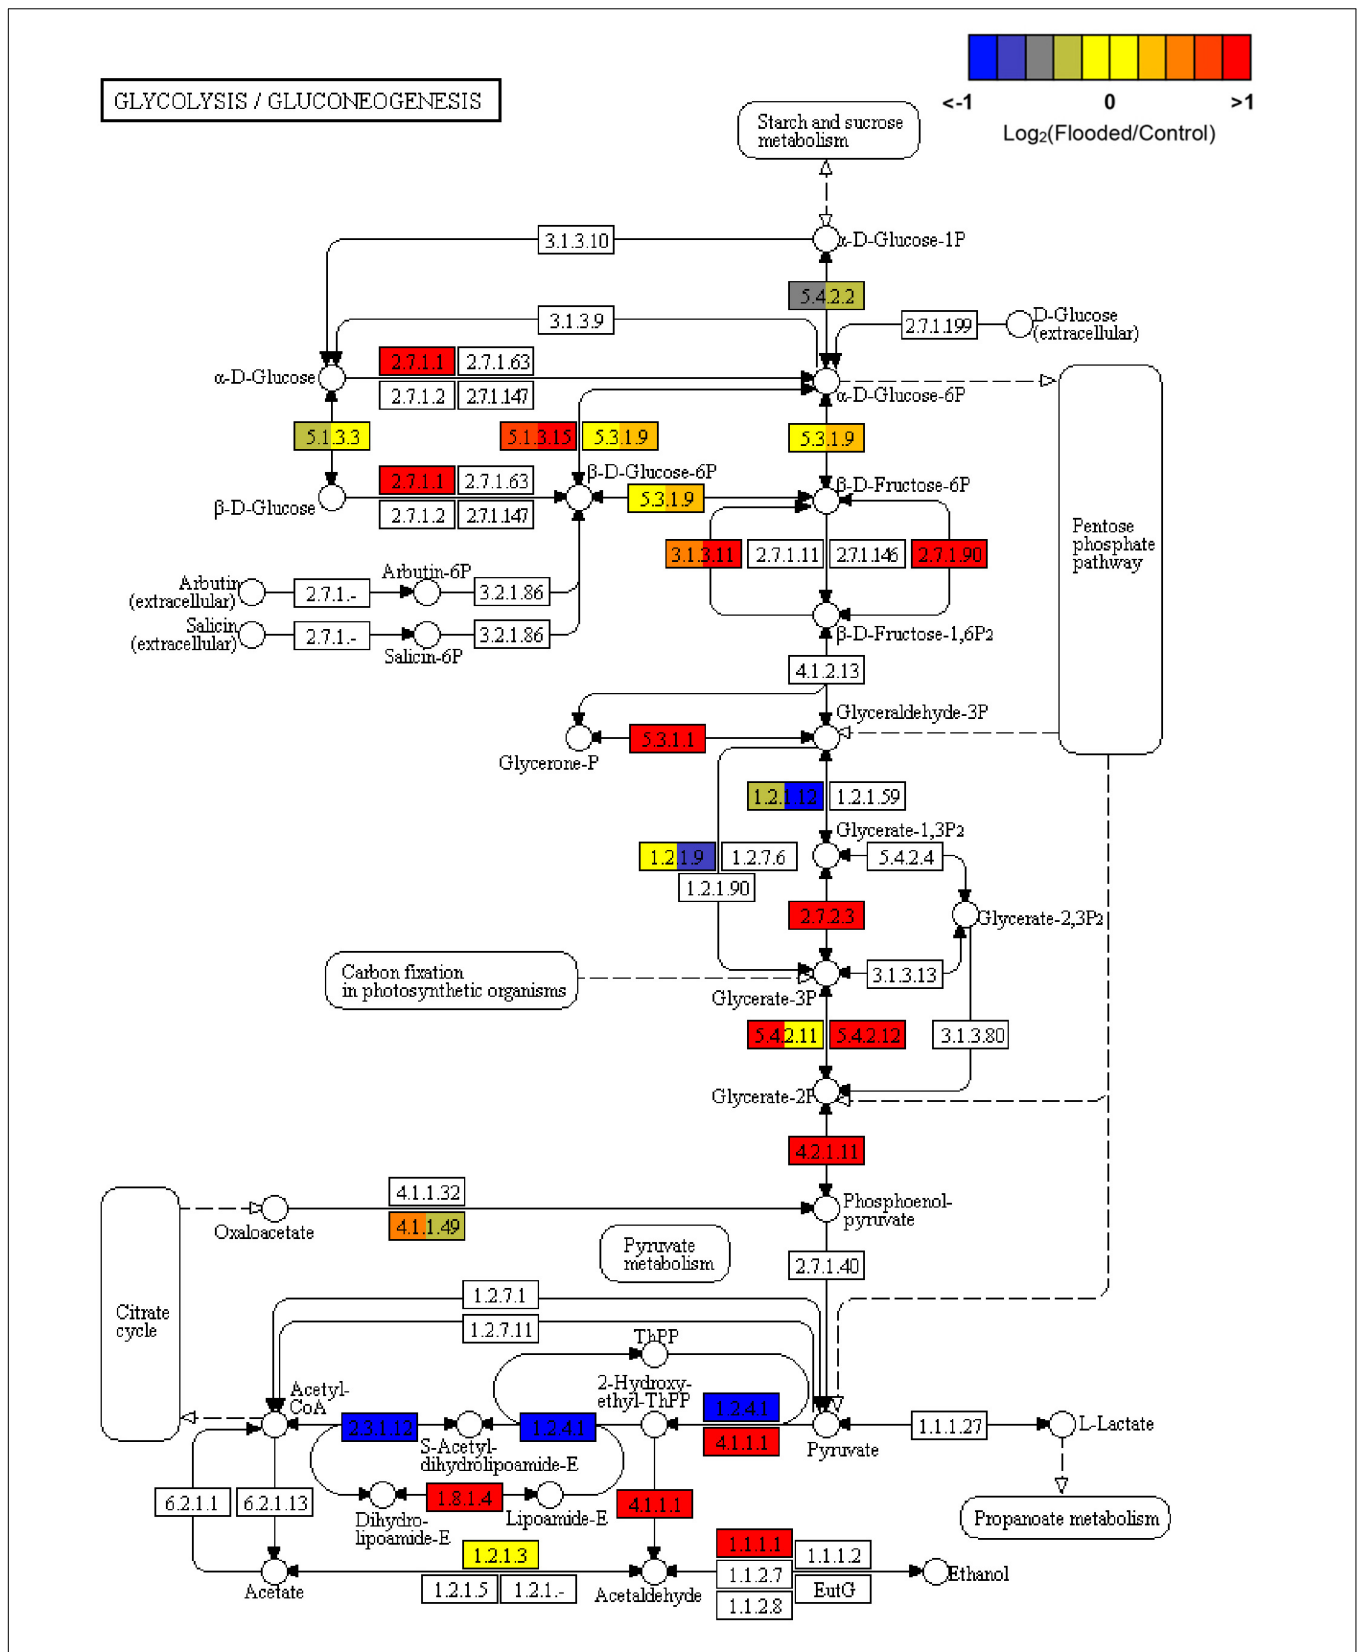 GLYCOLYSIS / GLUCONEOGENESIS
<-1 0 >1
Log₂(Flooded/Control)
Starch and sucrose
metabolism
3.1.3.10
α-D-Glucose-1P
5.4.2.2
3.1.3.9
2.7.1.199
D-Glucose
(extracellular)
2.7.1.1 2.7.1.63
α-D-Glucose
2.7.1.2 2.7.1.147
α-D-Glucose-6P
5.1.3.3
5.1.3.15
5.3.1.9
5.3.1.9
2.7.1.1 2.7.1.63
β-D-Glucose-6P
β-D-Fructose-6P
β-D-Glucose
5.3.1.9
2.7.1.2 2.7.1.147
Pentose
phosphate
pathway
3.1.3.11
2.7.1.11
2.7.1.146
2.7.1.90
Arbutin
(extracellular)
2.7.1.-
Arbutin-6P
3.2.1.86
Salicin
(extracellular)
2.7.1.-
Salicin-6P
3.2.1.86
β-D-Fructose-1,6P2
4.1.2.13
Glyceraldehyde-3P
5.3.1.1
Glycerone-P
1.2.1.12 1.2.1.59
Glycerate-1,3P2
1.2.1.9 1.2.7.6
5.4.2.4
1.2.1.90
2.7.2.3
Glycerate-2,3P2
Carbon fixation
in photosynthetic organisms
3.1.3.13
Glycerate-3P
5.4.2.11 5.4.2.12
3.1.3.80
Glycerate-2P
4.2.1.11
4.1.1.32
Oxaloacetate
4.1.1.49
Phosphoenol-
pyruvate
Pyruvate
metabolism
2.7.1.40
Citrate
cycle
1.2.7.1
1.2.7.11
ThPP
Acetyl-
CoA
2-Hydroxy-
ethyl-ThPP
1.2.4.1
2.3.1.12
1.2.4.1
4.1.1.1
Pyruvate
1.1.1.27
L-Lactate
S-Acetyl-
dihydrolipoamide-E
6.2.1.1 6.2.1.13
1.8.1.4
4.1.1.1
Dihydro-
lipoamide-E
Lipoamide-E
Propanoate metabolism
1.2.1.3
1.1.1.1 1.1.1.2
Acetate
1.2.1.5 1.2.1.-
Acetaldehyde
1.1.2.7 EutG
1.1.2.8
Ethanol